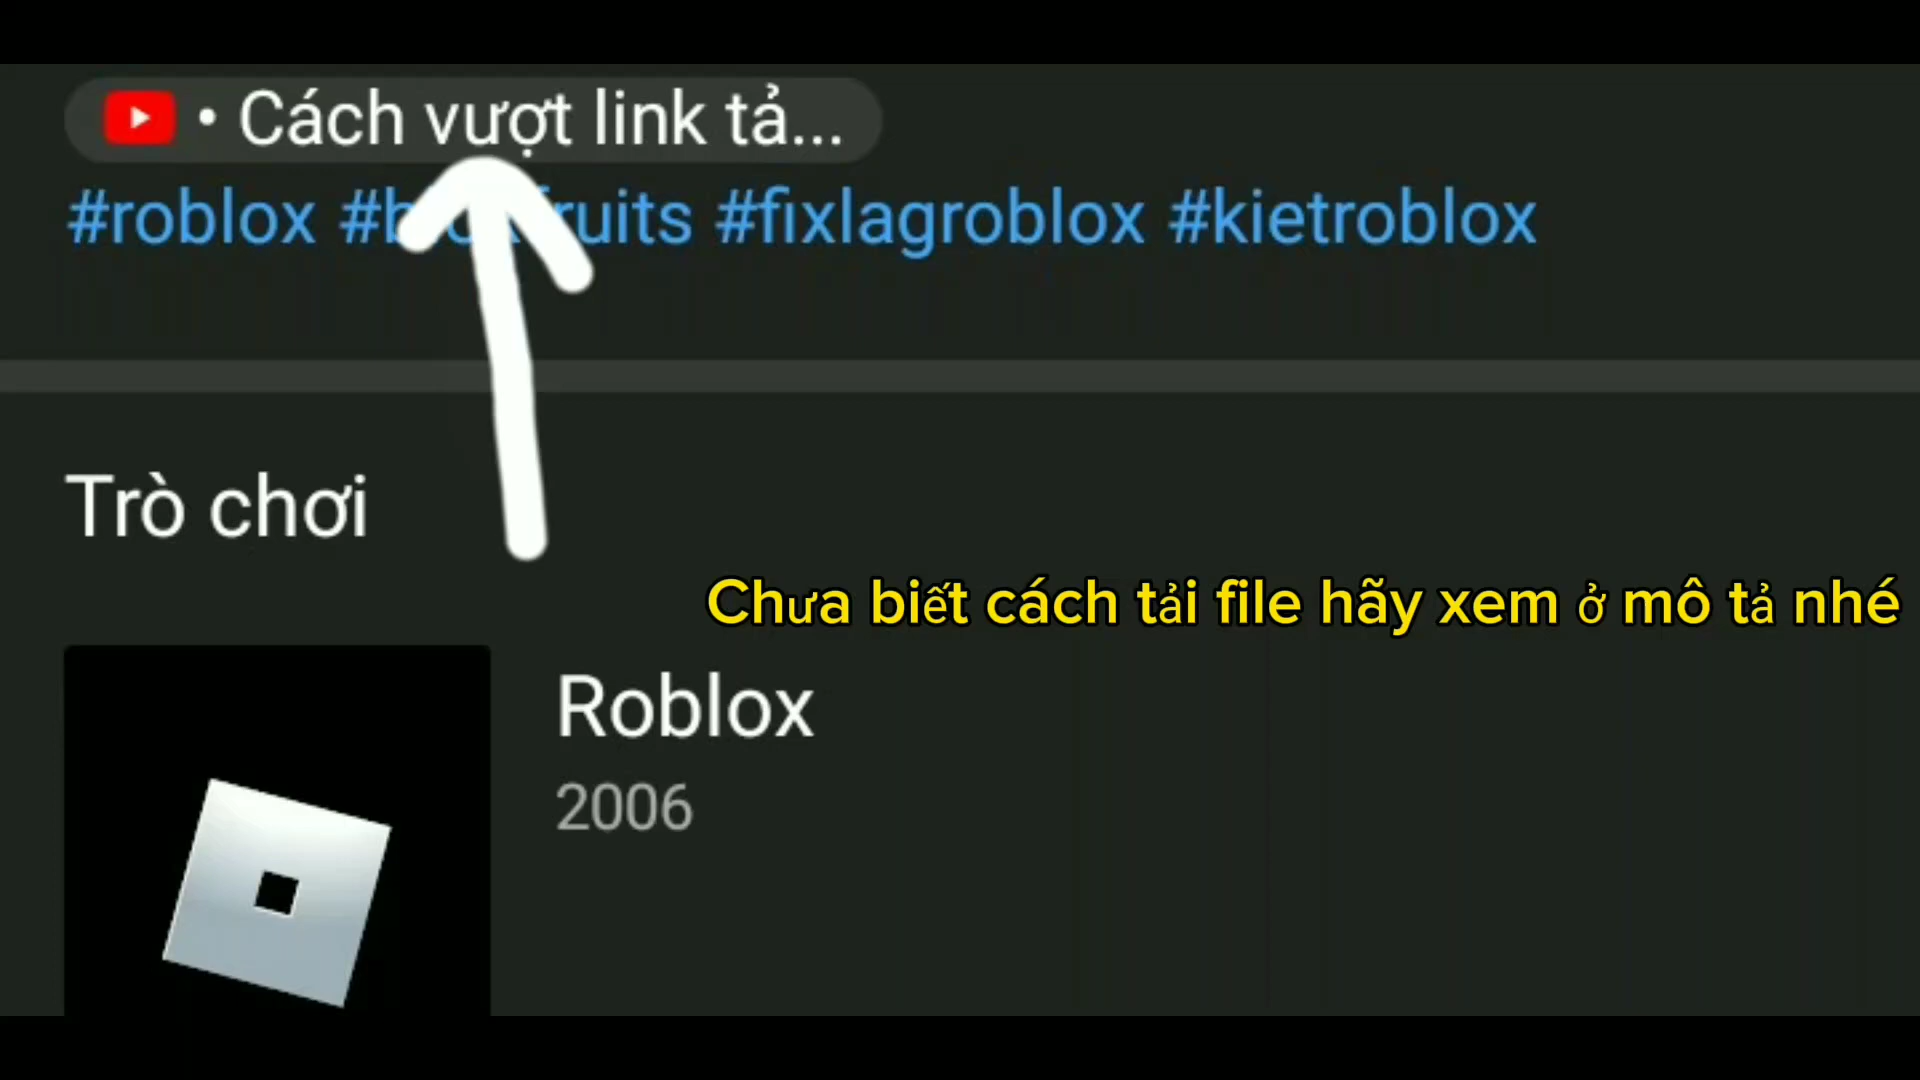 • Cách vượt link tả...
#roblox #fixlagroblox #kietroblox
Trò chơi
Chưa biết cách tải file hãy xem ở mô tả nhé
Roblox
2006